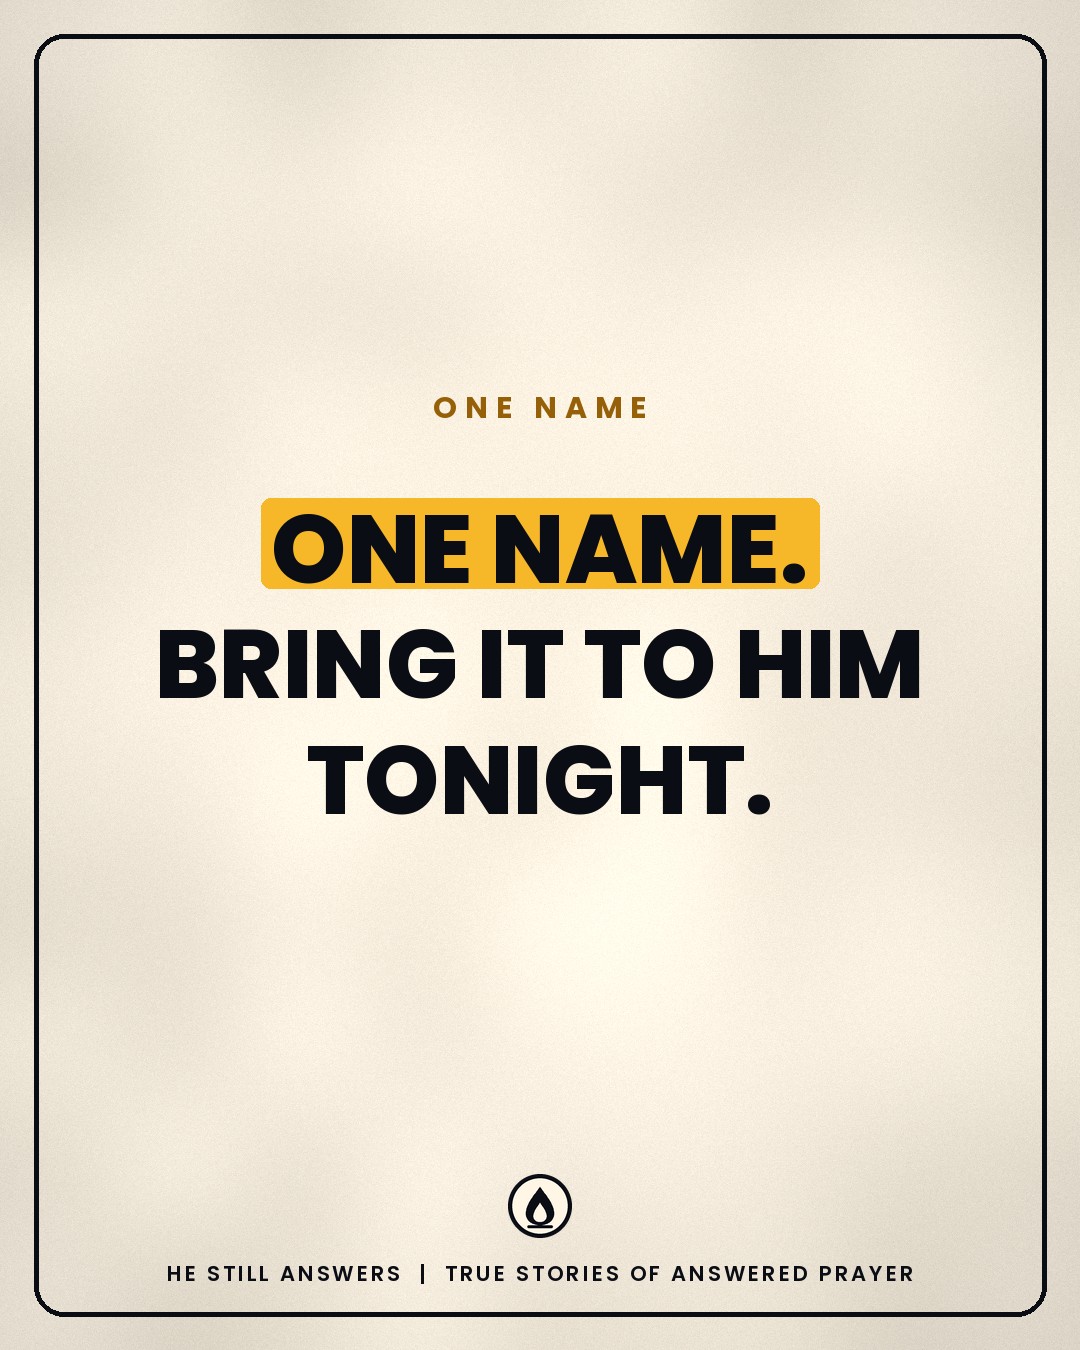 ONE NAME
ONE NAME.
BRING IT TO HIM
TONIGHT.
HE STILL ANSWERS | TRUE STORIES OF ANSWERED PRAYER